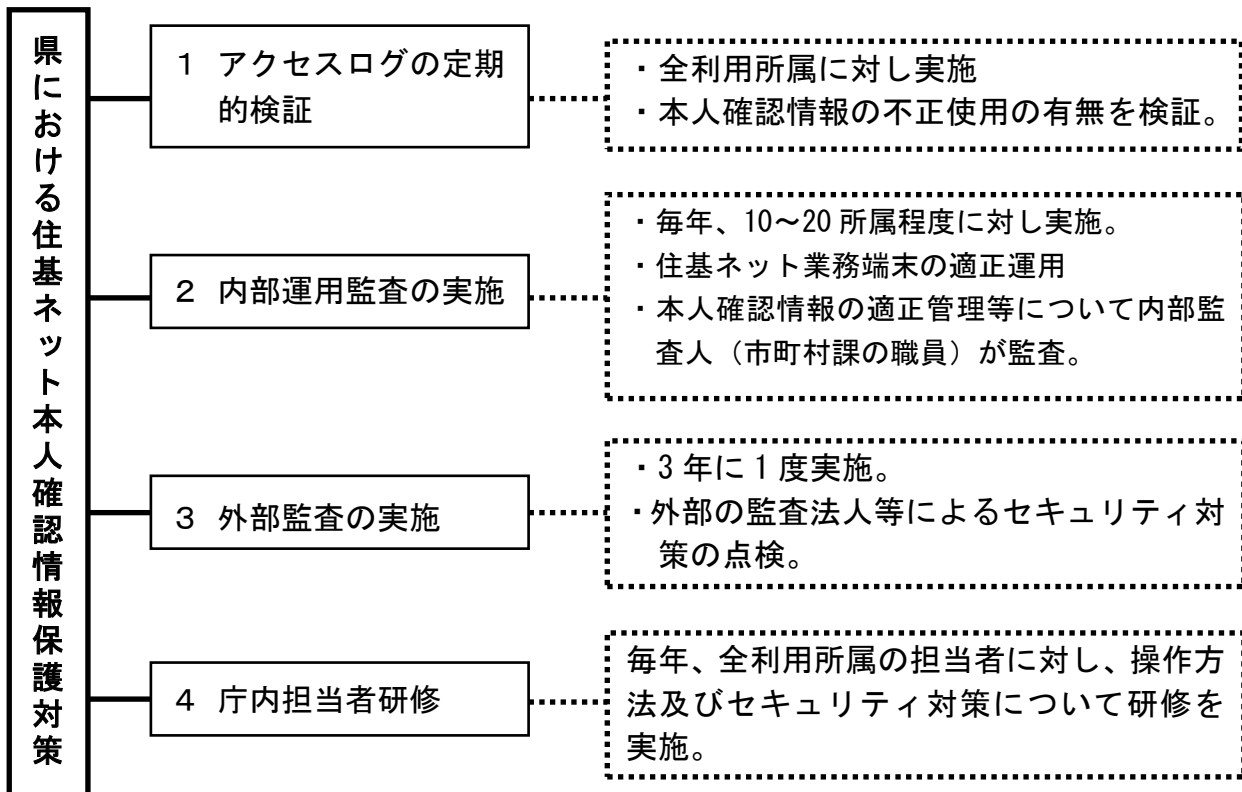 県における住基ネット本人確認情報保護対策
1 アクセスログの定期
的検証
・全利用所属に対し実施
・本人確認情報の不正使用の有無を検証。
2 内部運用監査の実施
・毎年、10~20 所属程度に対し実施。
・住基ネット業務端末の適正運用
・本人確認情報の適正管理等について内部監
査人(市町村課の職員)が監査。
3 外部監査の実施
・3 年に 1 度実施。
・外部の監査法人等によるセキュリティ対
策の点検。
4 庁内担当者研修
毎年、全利用所属の担当者に対し、操作方
法及びセキュリティ対策について研修を
実施。